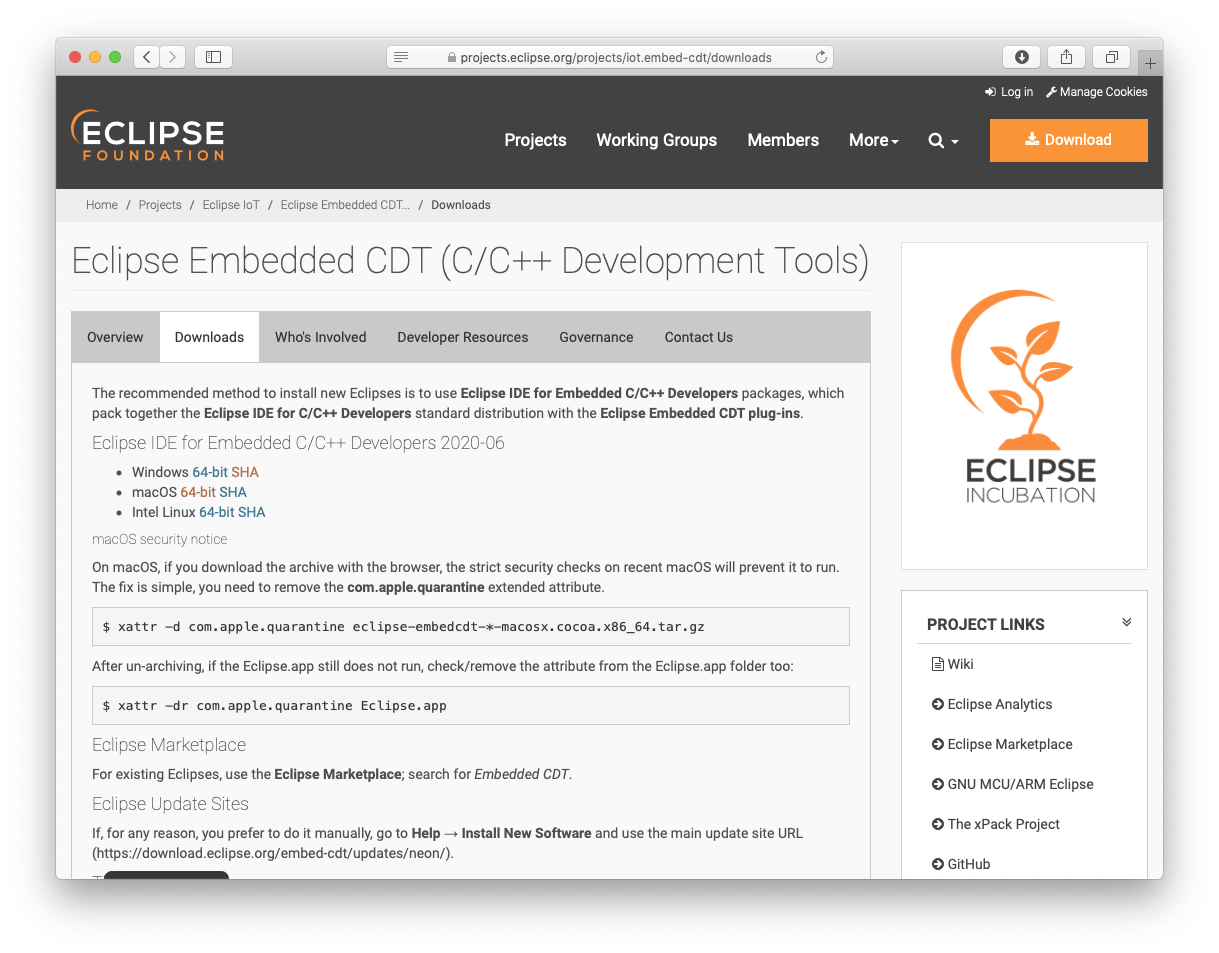 projects.eclipse.org/projects/iot.embed-cdt/downloads
Log in Manage Cookies
ECLIPSE
FOUNDATION
Projects Working Groups Members More Download
Home / Projects / Eclipse IoT / Eclipse Embedded CDT... / Downloads
Eclipse Embedded CDT (C/C++ Development Tools)
Overview Downloads Who's Involved Developer Resources Governance Contact Us
The recommended method to install new Eclipses is to use Eclipse IDE for Embedded C/C++ Developers packages, which
pack together the Eclipse IDE for C/C++ Developers standard distribution with the Eclipse Embedded CDT plug-ins.
Eclipse IDE for Embedded C/C++ Developers 2020-06
• Windows 64-bit SHA
• macOS 64-bit SHA
• Intel Linux 64-bit SHA
macOS security notice
On macOS, if you download the archive with the browser, the strict security checks on recent macOS will prevent it to run.
The fix is simple, you need to remove the com.apple.quarantine extended attribute.
$ xattr -d com.apple.quarantine eclipse-embedcdt-*-macosx.cocoa.x86_64.tar.gz
After un-archiving, if the Eclipse.app still does not run, check/remove the attribute from the Eclipse.app folder too:
$ xattr -dr com.apple.quarantine Eclipse.app
Eclipse Marketplace
For existing Eclipses, use the Eclipse Marketplace; search for Embedded CDT.
Eclipse Update Sites
If, for any reason, you prefer to do it manually, go to Help → Install New Software and use the main update site URL
(https://download.eclipse.org/embed-cdt/updates/neon/).
ECLIPSE
INCUBATION
PROJECT LINKS
Wiki
Eclipse Analytics
Eclipse Marketplace
GNU MCU/ARM Eclipse
The xPack Project
GitHub